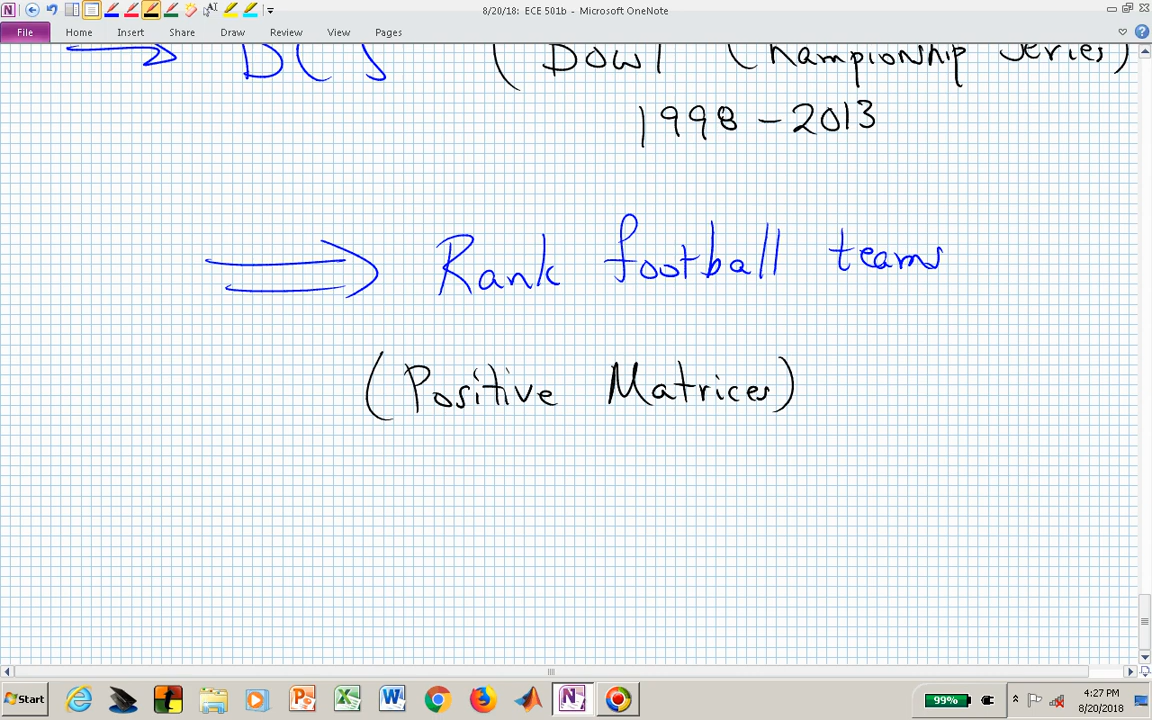 8/20/18: ECE 501b - Microsoft OneNote
File Home Insert Share Draw Review View Pages
BCS (Bowl Championship Series)
1998 - 2013
⇒ Rank football teams
(Positive Matrices)
Start
99%
4:27 PM
8/20/2018